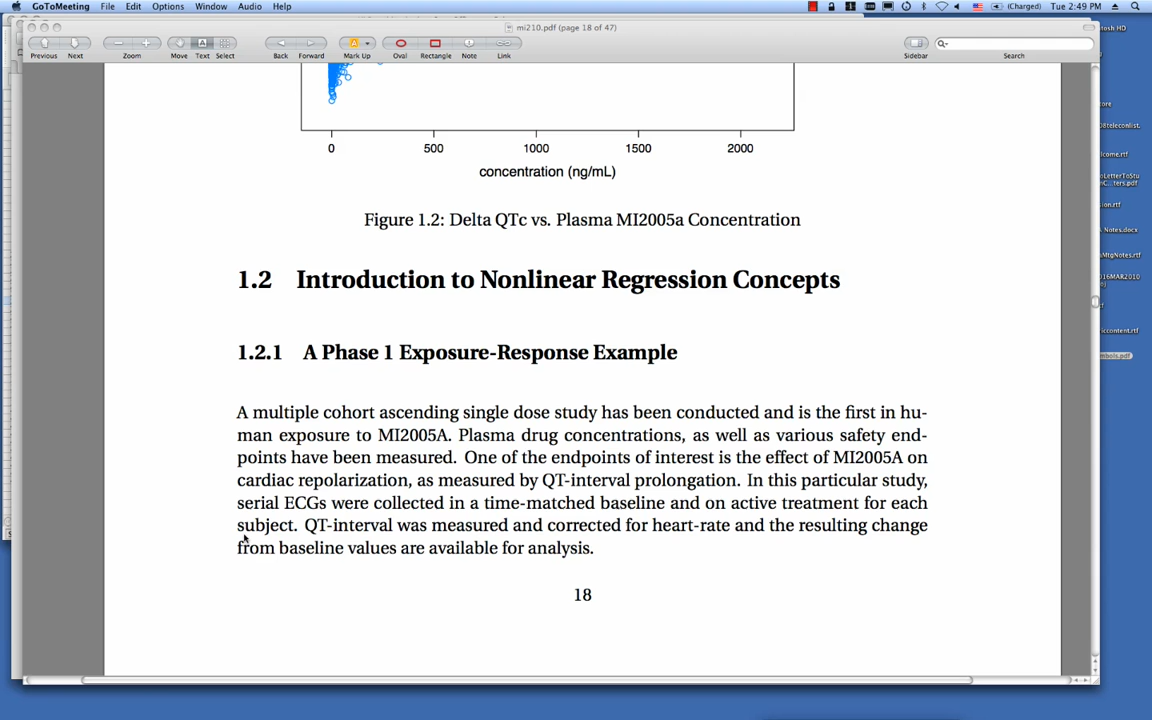 GoToMeeting File Edit Options Window Audio Help (Charged) Tue 2:49 PM
mi210.pdf (page 18 of 47)
Previous Next Zoom Move Text Select Back Forward Mark Up Oval Rectangle Note Link Sidebar Search
0 500 1000 1500 2000
concentration (ng/mL)
Figure 1.2: Delta QTc vs. Plasma MI2005a Concentration
1.2 Introduction to Nonlinear Regression Concepts
1.2.1 A Phase 1 Exposure-Response Example
A multiple cohort ascending single dose study has been conducted and is the first in hu-
man exposure to MI2005A. Plasma drug concentrations, as well as various safety end-
points have been measured. One of the endpoints of interest is the effect of MI2005A on
cardiac repolarization, as measured by QT-interval prolongation. In this particular study,
serial ECGs were collected in a time-matched baseline and on active treatment for each
subject. QT-interval was measured and corrected for heart-rate and the resulting change
from baseline values are available for analysis.
18